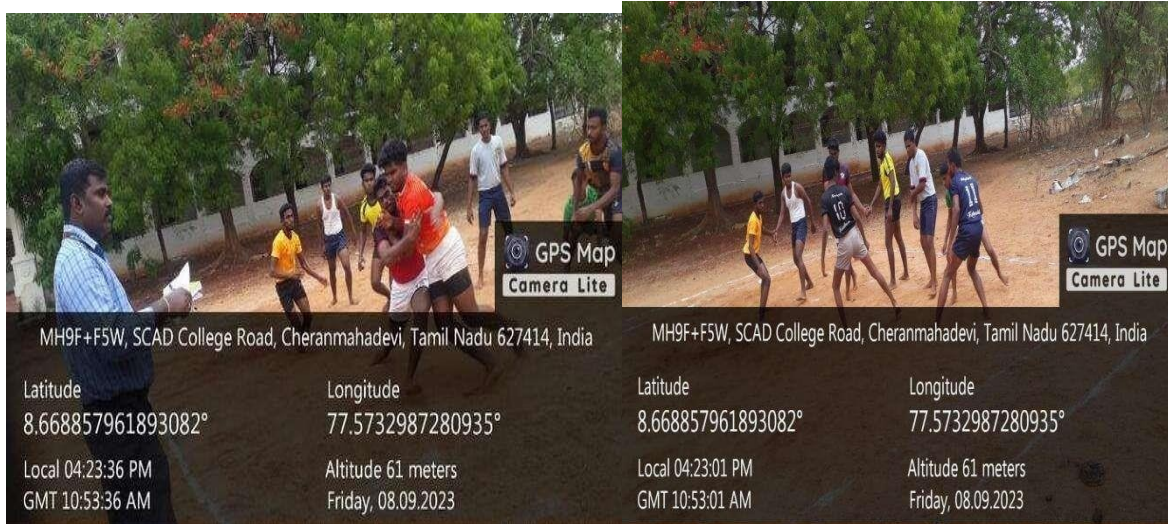 GPS Map
Camera Lite
MH9F+F5W, SCAD College Road, Cheranmahadevi, Tamil Nadu 627414, India
Latitude
8.668857961893082°
Longitude
77.5732987280935°
Local 04:23:36 PM
GMT 10:53:36 AM
Altitude 61 meters
Friday, 08.09.2023
10
11
GPS Map
Camera Lite
MH9F+F5W, SCAD College Road, Cheranmahadevi, Tamil Nadu 627414, India
Latitude
8.668857961893082°
Longitude
77.5732987280935°
Local 04:23:01 PM
GMT 10:53:01 AM
Altitude 61 meters
Friday, 08.09.2023